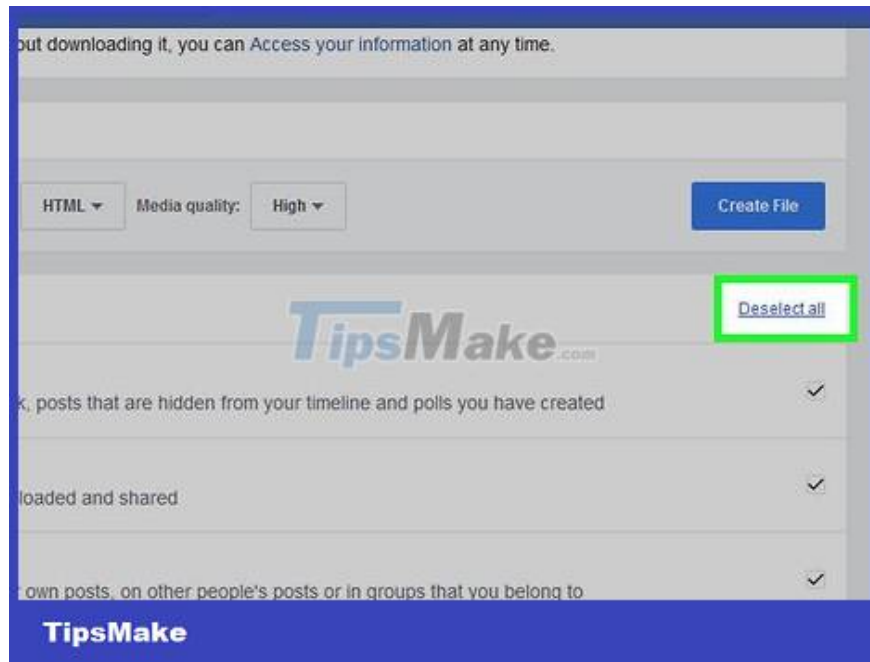 out downloading it, you can Access your information at any time.
HTML Media quality: High Create File
Deselect all
TipsMake.com
k, posts that are hidden from your timeline and polls you have created
loaded and shared
own posts, on other people's posts or in groups that you belong to
TipsMake